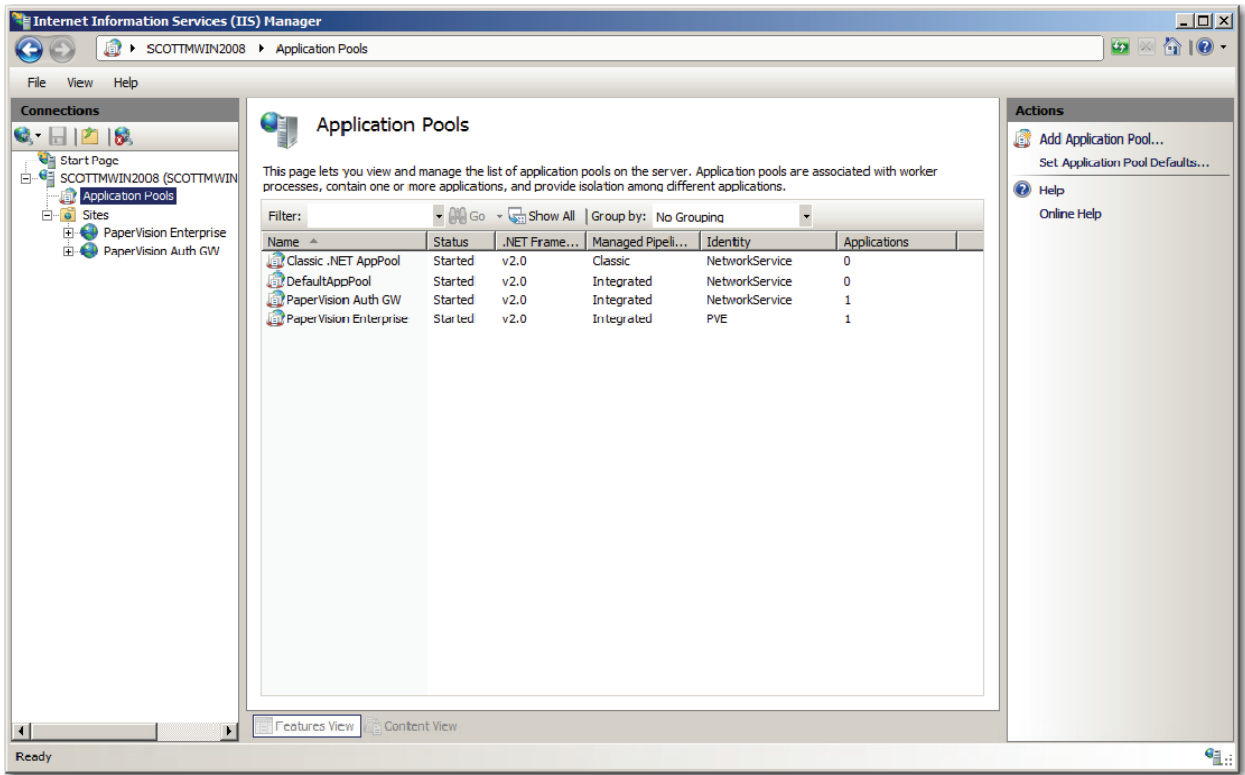 Internet Information Services (IIS) Manager
SCOTTMWIN2008 Application Pools
File View Help
Connections
Start Page
SCOTTMWIN2008 (SCOTTMWIN
Application Pools
Sites
PaperVision Enterprise
PaperVision Auth GW
Application Pools
This page lets you view and manage the list of application pools on the server. Application pools are associated with worker
processes, contain one or more applications, and provide isolation among different applications.
Filter: Go Show All Group by: No Grouping
Name Status .NET Frame... Managed Pipeli... Identity Applications
Classic .NET AppPool Started v2.0 Classic NetworkService 0
DefaultAppPool Started v2.0 Integrated NetworkService 0
PaperVision Auth GW Started v2.0 Integrated NetworkService 1
PaperVision Enterprise Started v2.0 Integrated PVE 1
Features View Content View
Actions
Add Application Pool...
Set Application Pool Defaults...
Help
Online Help
Ready